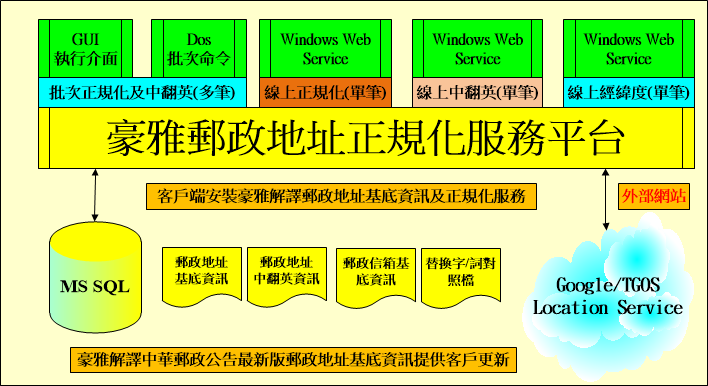 GUI
執行介面
Dos
批次命令
Windows Web
Service
Windows Web
Service
Windows Web
Service
批次正規化及中翻英(多筆)
線上正規化(單筆)
線上中翻英(單筆)
線上經緯度(單筆)
豪雅郵政地址正規化服務平台
客戶端安裝豪雅解譯郵政地址基底資訊及正規化服務
外部網站
MS SQL
郵政地址
基底資訊
郵政地址
中翻英資訊
郵政信箱基
底資訊
替換字/詞對
照檔
Google/TGOS
Location Service
豪雅解譯中華郵政公告最新版郵政地址基底資訊提供客戶更新